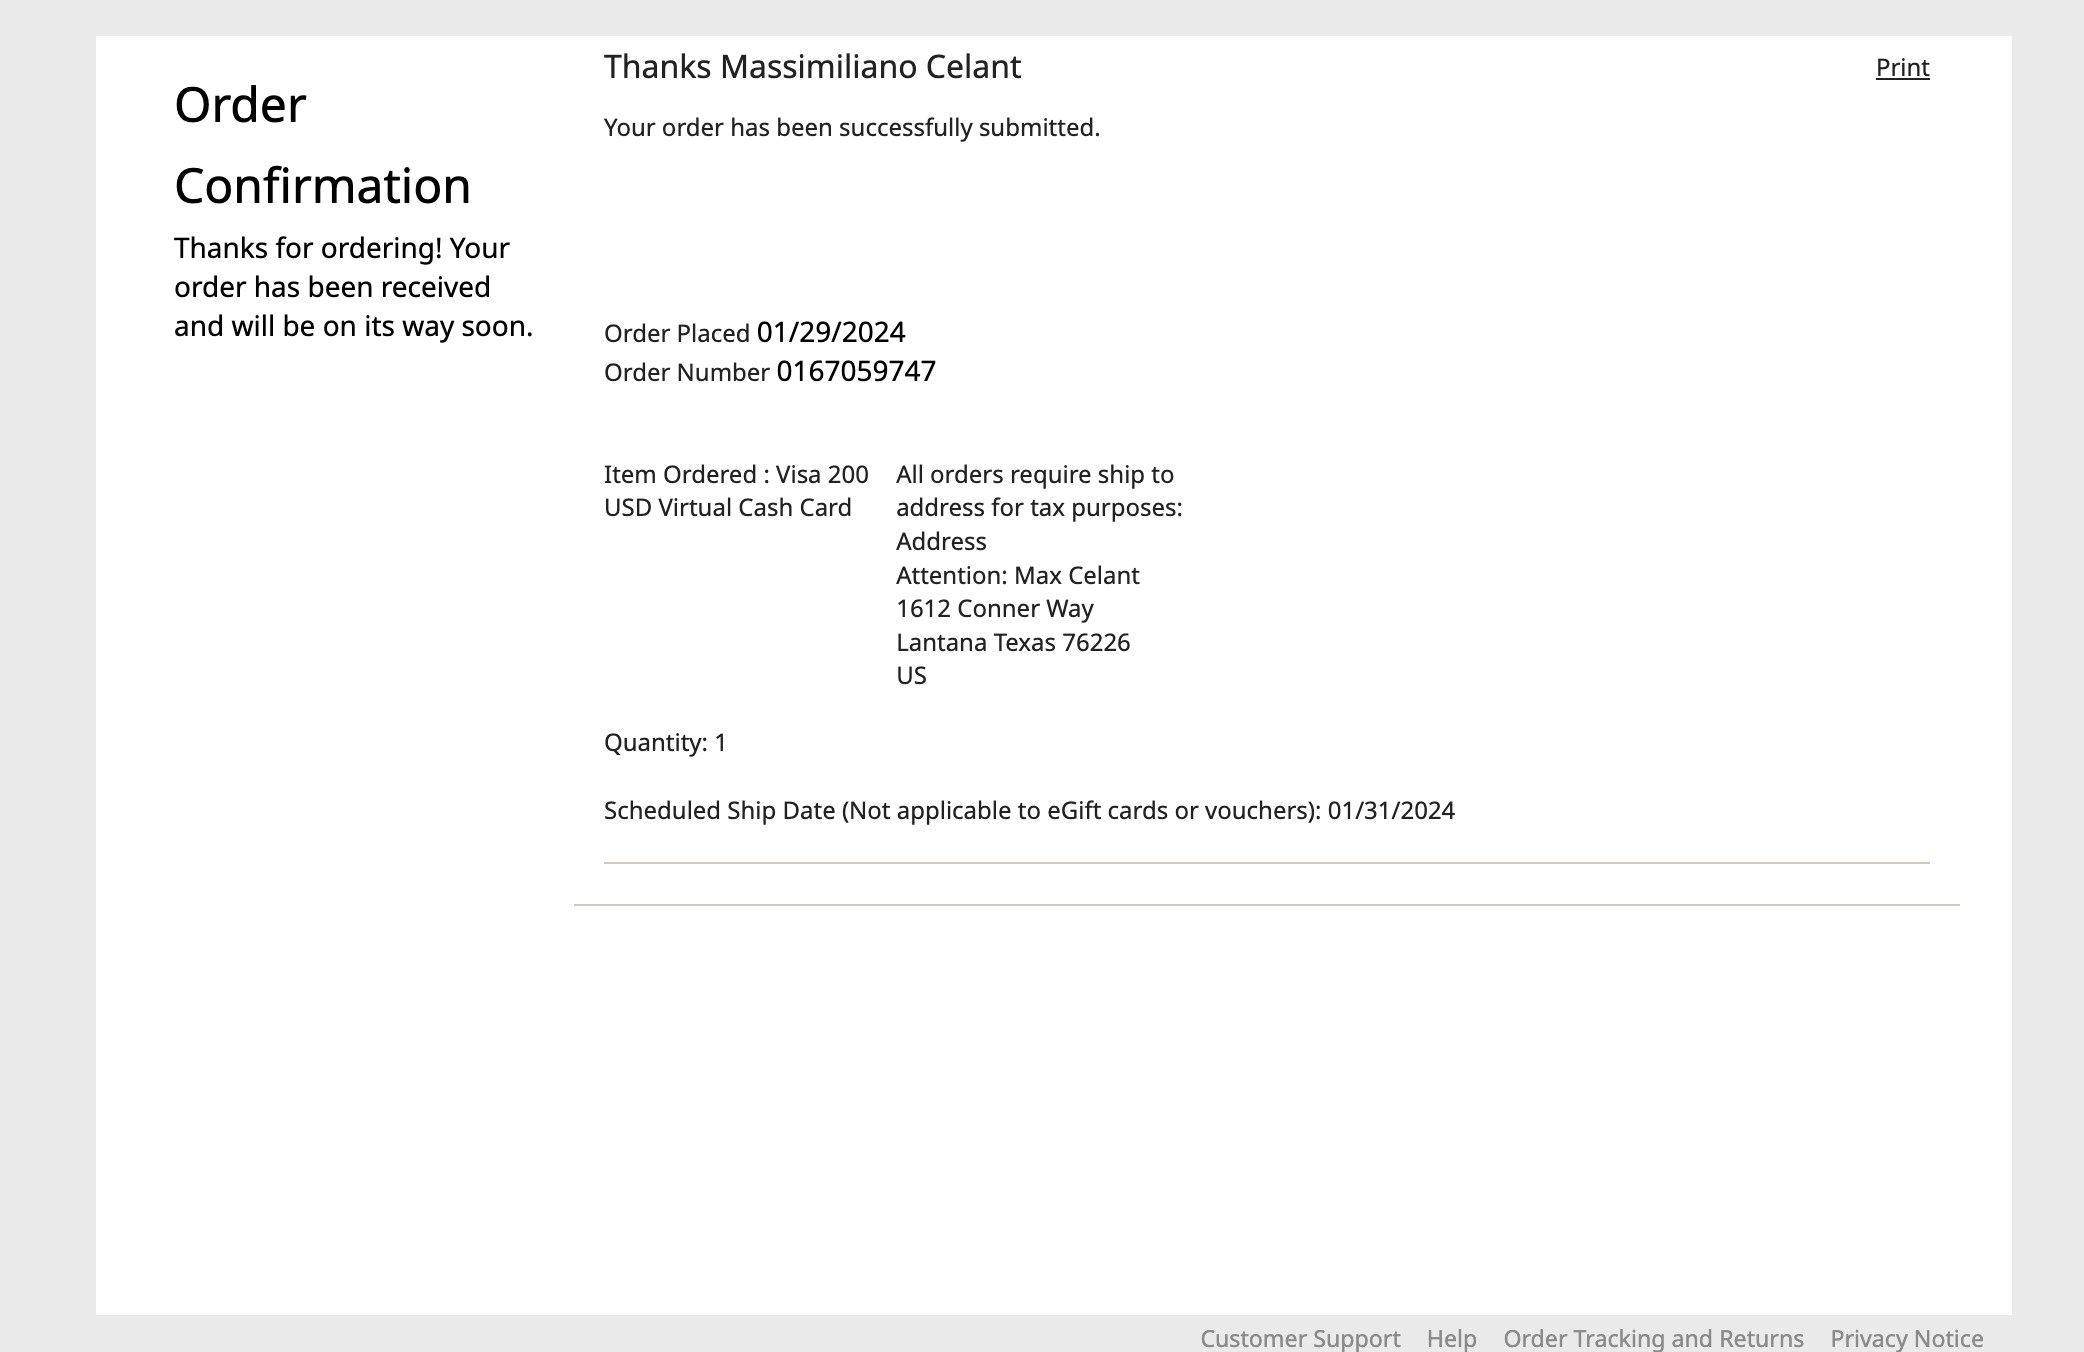 Order
Confirmation
Thanks for ordering! Your
order has been received
and will be on its way soon.
Thanks Massimiliano Celant
Print
Your order has been successfully submitted.
Order Placed 01/29/2024
Order Number 0167059747
Item Ordered : Visa 200
USD Virtual Cash Card
All orders require ship to
address for tax purposes:
Address
Attention: Max Celant
1612 Conner Way
Lantana Texas 76226
US
Quantity: 1
Scheduled Ship Date (Not applicable to eGift cards or vouchers): 01/31/2024
Customer Support Help Order Tracking and Returns Privacy Notice